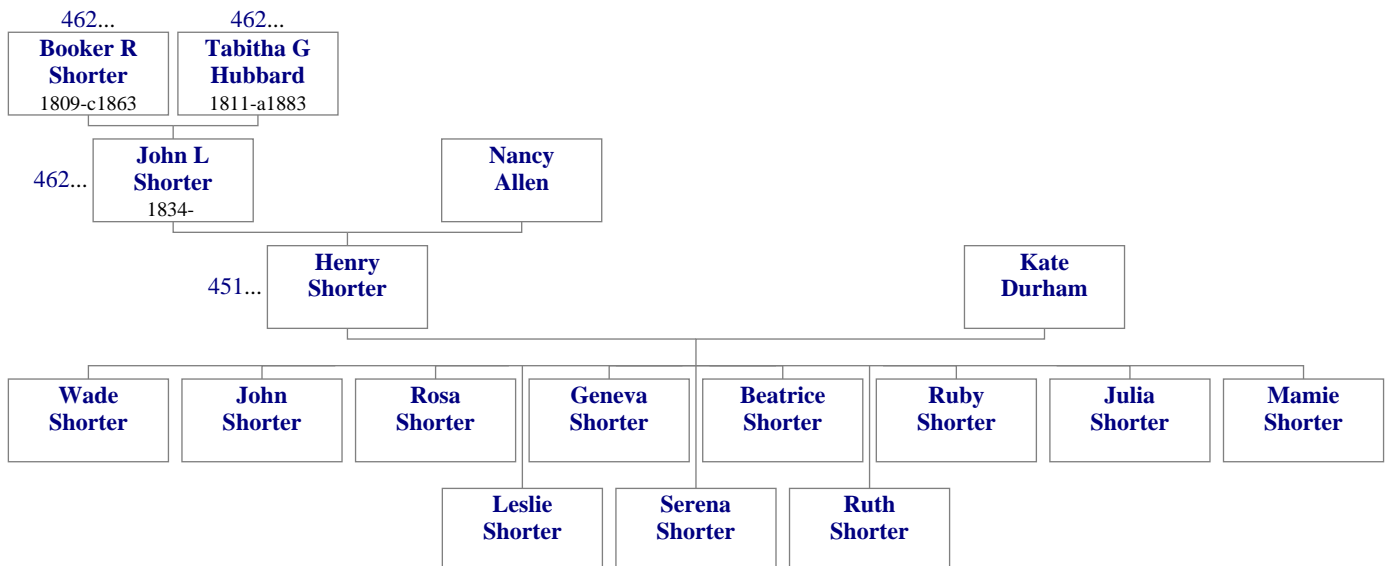 462...
462...
Booker R
Shorter
1809-c1863
Tabitha G
Hubbard
1811-a1883
462...
John L
Shorter
1834-
Nancy
Allen
451...
Henry
Shorter
Kate
Durham
Wade
Shorter
John
Shorter
Rosa
Shorter
Geneva
Shorter
Beatrice
Shorter
Ruby
Shorter
Julia
Shorter
Mamie
Shorter
Leslie
Shorter
Serena
Shorter
Ruth
Shorter